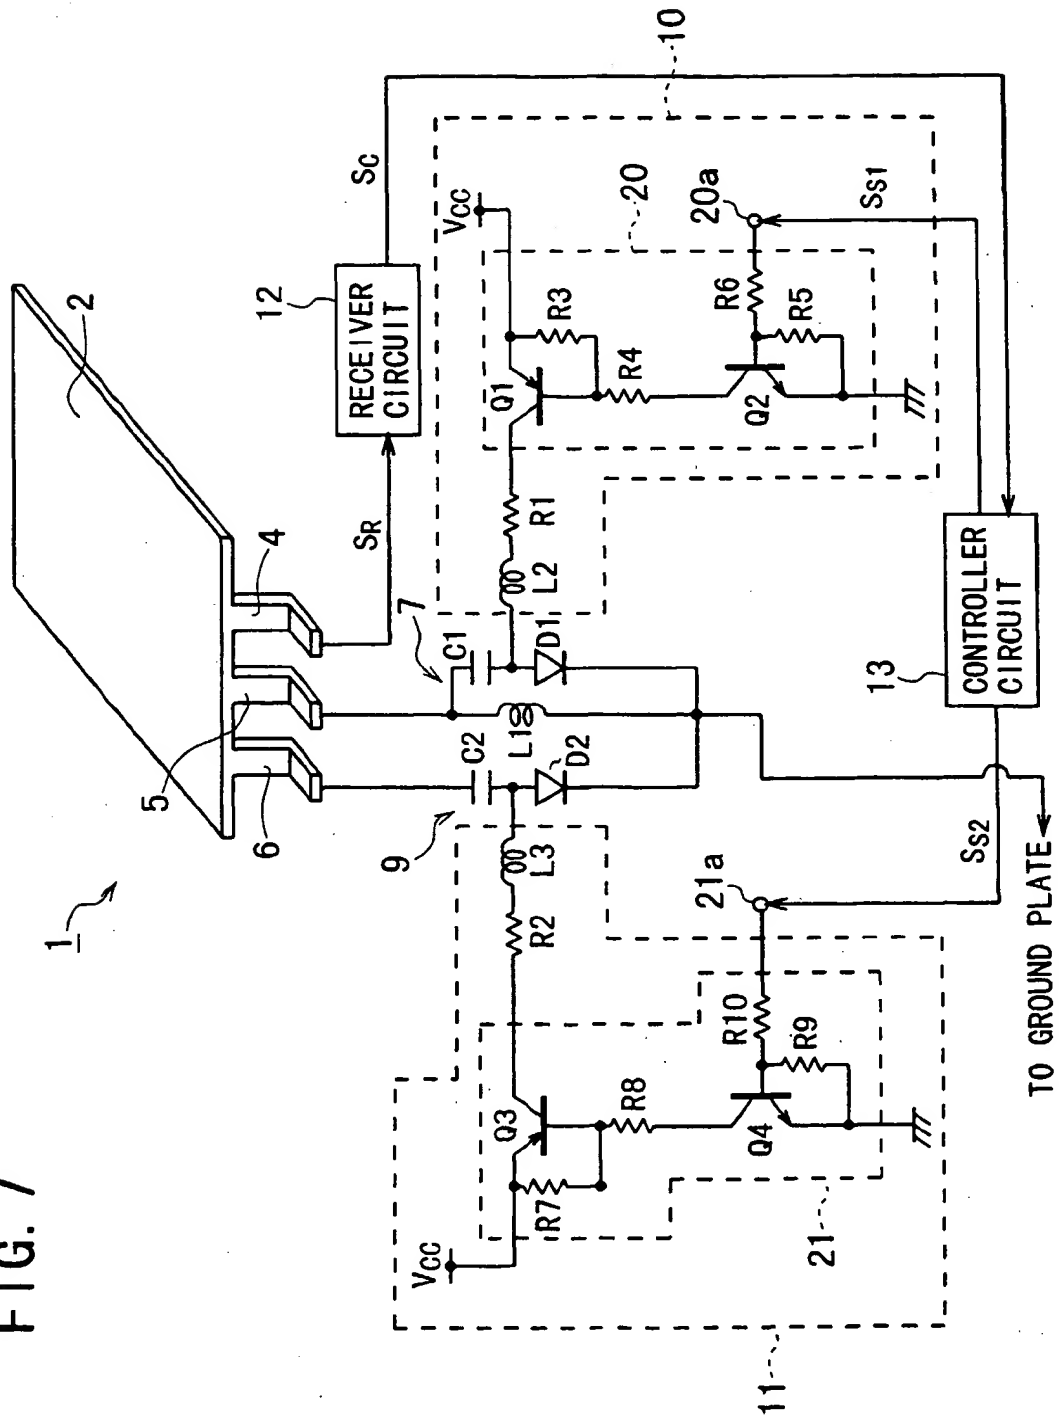 FIG. 7
1
2
4
5
6
SR
12
RECEIVER
CIRCUIT
SC
7
9
C1
C2
L1
D1
D2
L2
L3
R1
R2
10
VCC
20
Q1
R3
R4
Q2
R5
R6
20a
SS1
11
VCC
21
Q3
R7
R8
Q4
R9
R10
21a
SS2
13
CONTROLLER
CIRCUIT
TO GROUND PLATE